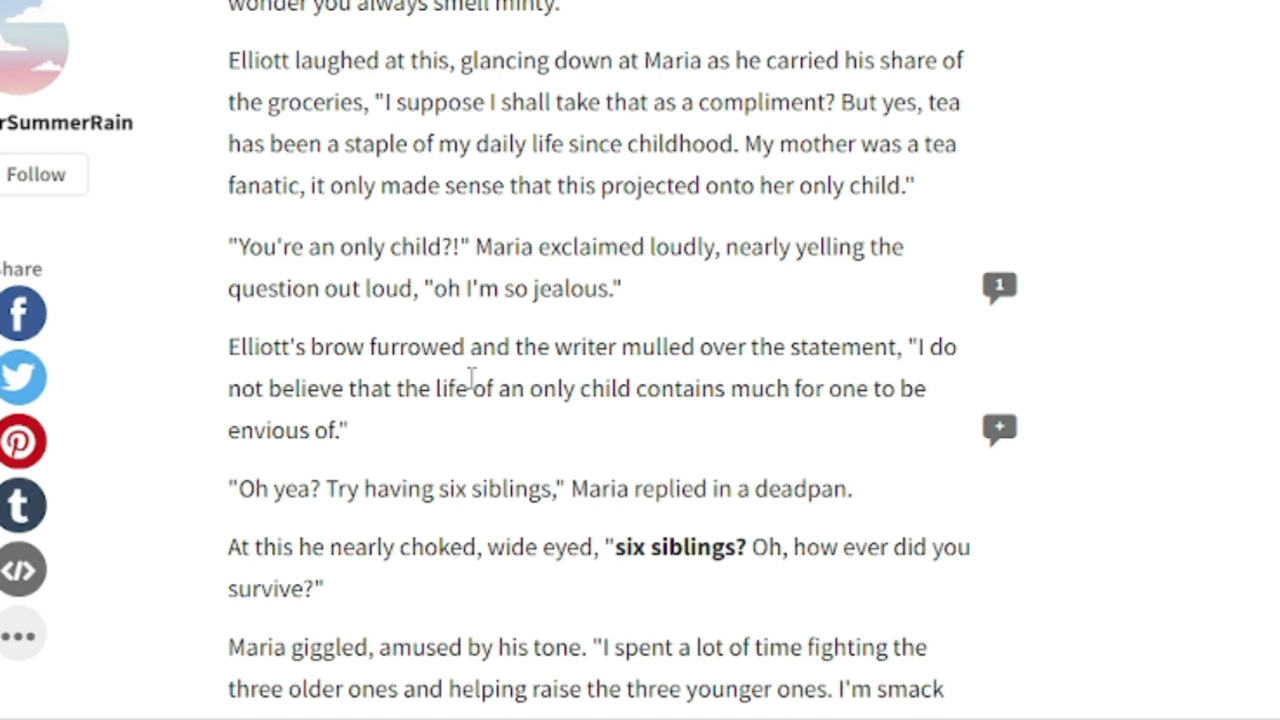 wonder you always smell minty.
Elliott laughed at this, glancing down at Maria as he carried his share of
the groceries, "I suppose I shall take that as a compliment? But yes, tea
has been a staple of my daily life since childhood. My mother was a tea
fanatic, it only made sense that this projected onto her only child."
rSummerRain
Follow
"You're an only child?!" Maria exclaimed loudly, nearly yelling the
question out loud, "oh I'm so jealous."
1
hare
Elliott's brow furrowed and the writer mulled over the statement, "I do
not believe that the life of an only child contains much for one to be
envious of."
+
"Oh yea? Try having six siblings," Maria replied in a deadpan.
At this he nearly choked, wide eyed, "six siblings? Oh, how ever did you
survive?"
Maria giggled, amused by his tone. "I spent a lot of time fighting the
three older ones and helping raise the three younger ones. I'm smack